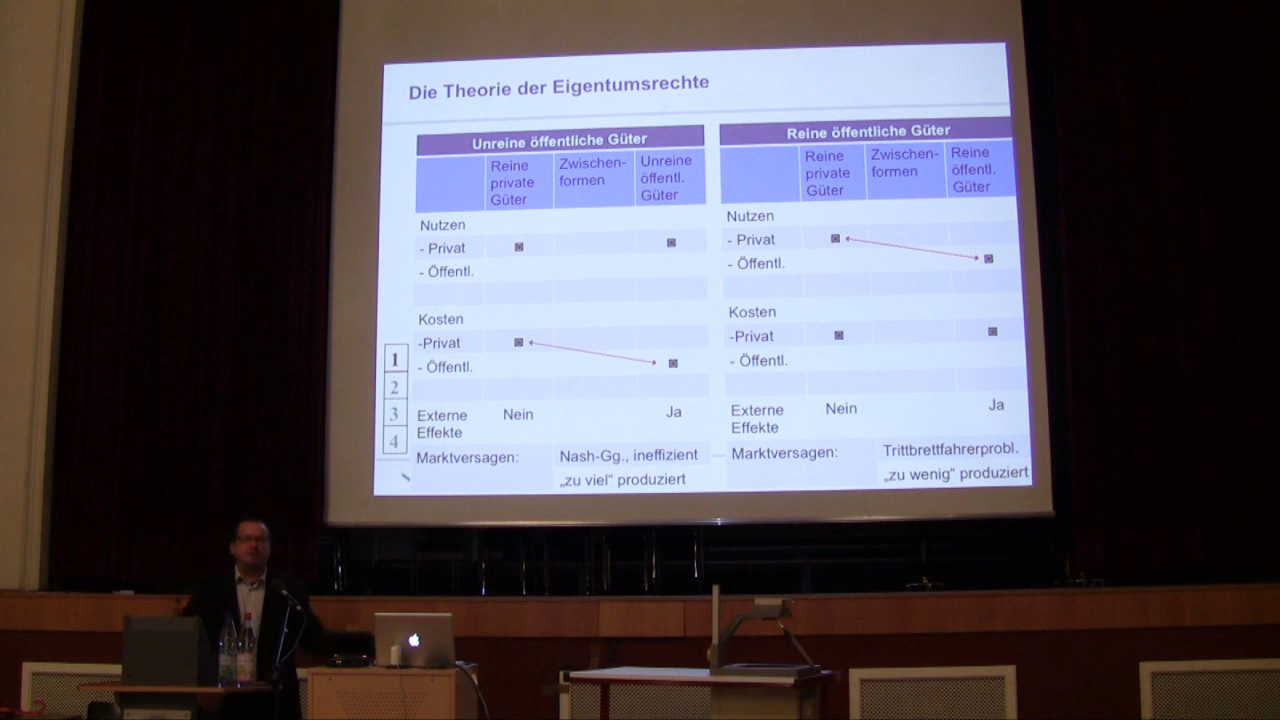 Die Theorie der Eigentumsrechte
Unreine öffentliche Güter
Reine private Güter
Zwischen-formen
Unreine öffentl. Güter
Nutzen
- Privat
- Öffentl.
Kosten
-Privat
- Öffentl.
Externe Effekte
Nein
Ja
Marktversagen:
Nash-Gg., ineffizient
„zu viel“ produziert
Reine öffentliche Güter
Reine private Güter
Zwischen-formen
Reine öffentl. Güter
Nutzen
- Privat
- Öffentl.
Kosten
-Privat
- Öffentl.
Externe Effekte
Nein
Ja
Marktversagen:
Trittbrettfahrerprobl.
„zu wenig“ produziert
1
2
3
4